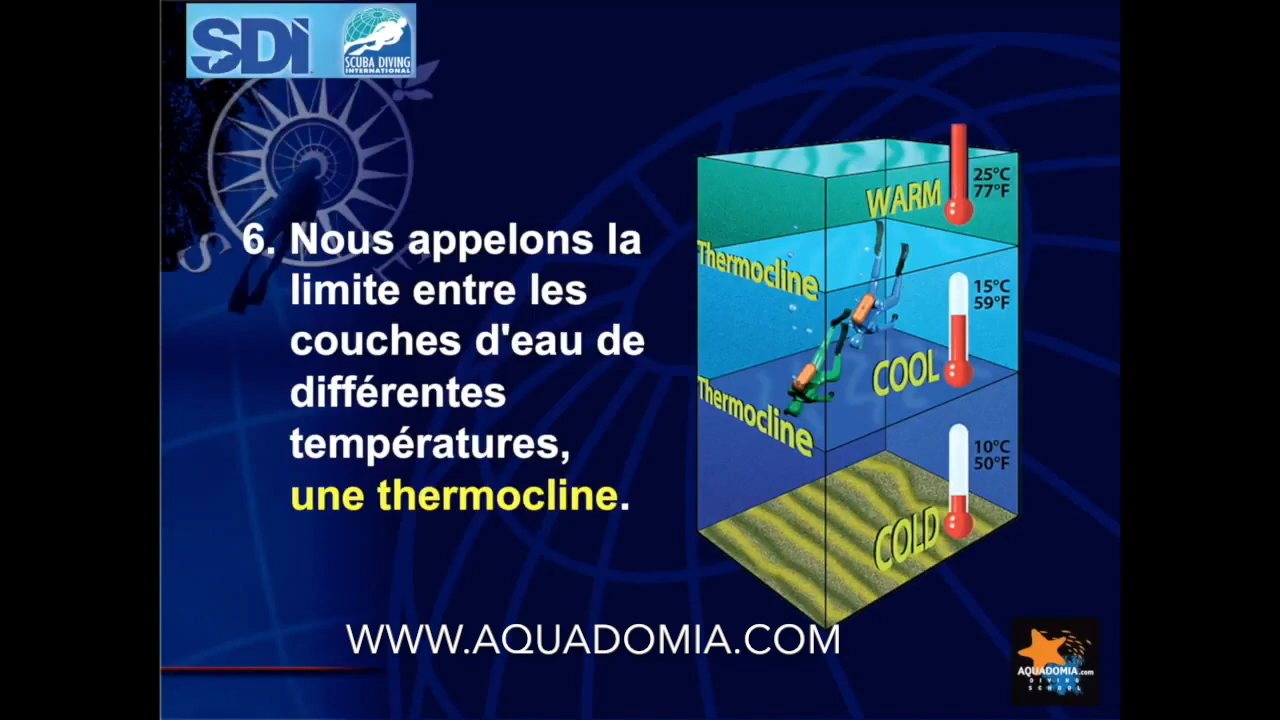 SDI
SCUBA DIVING
INTERNATIONAL
6. Nous appelons la
limite entre les
couches d'eau de
différentes
températures,
une thermocline.
WARM
25°C
77°F
Thermocline
15°C
59°F
COOL
Thermocline
10°C
50°F
COLD
WWW.AQUADOMIA.COM
AQUADOMIA.com
DIVING
SCHOOL
S